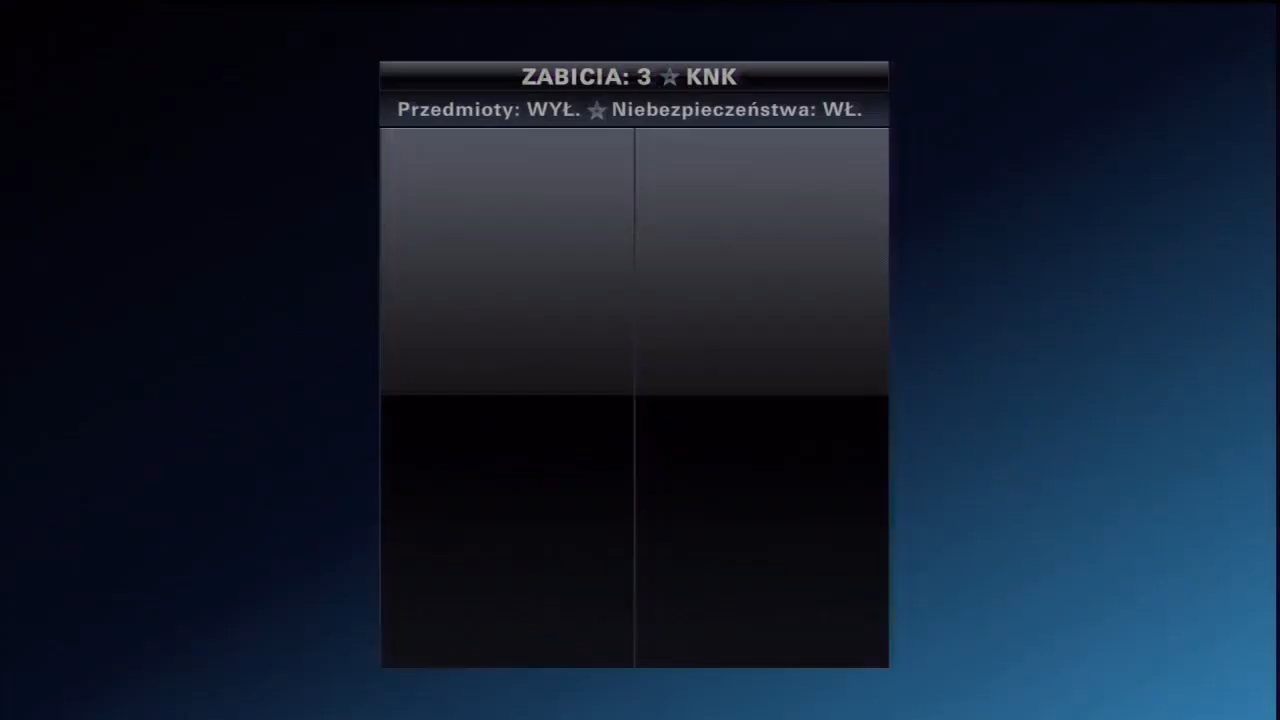 ZABICIA: 3 ☆ KNK
Przedmioty: WYŁ. ☆ Niebezpieczeństwa: WŁ.